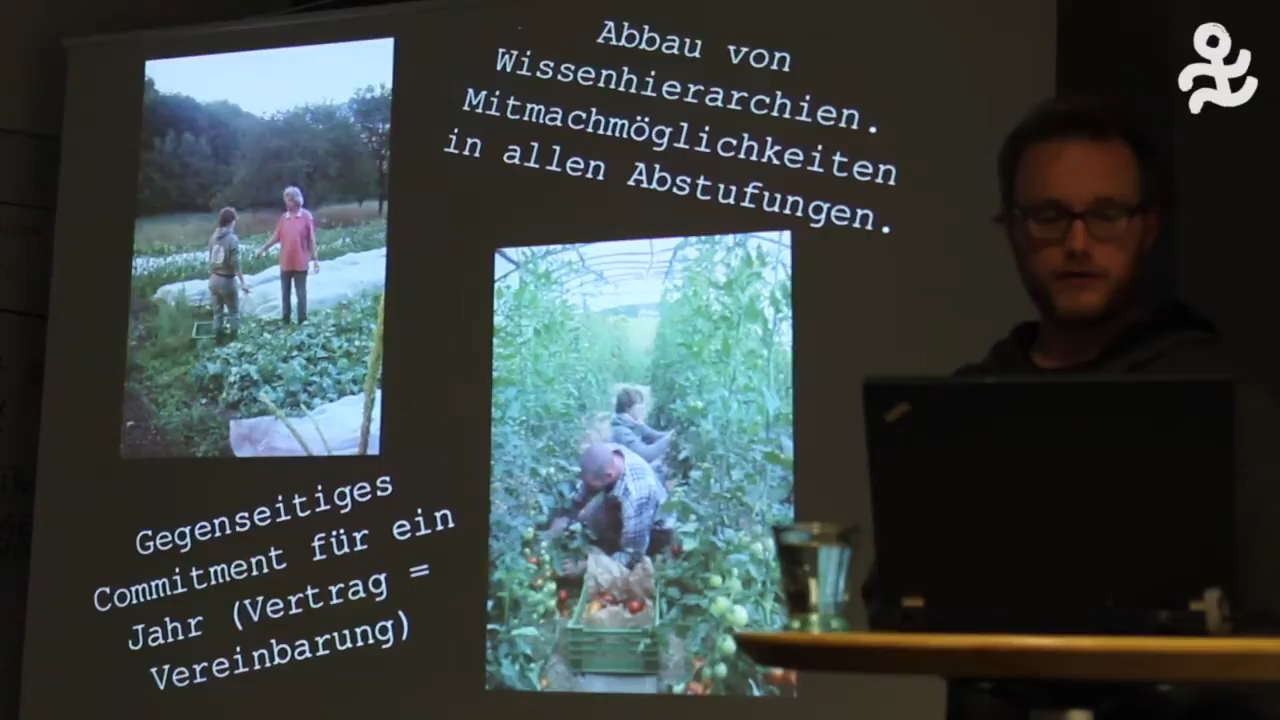 Abbau von
Wissenhierarchien.
Mitmachmöglichkeiten
in allen Abstufungen.
Gegenseitiges
Commitment für ein
Jahr (Vertrag =
Vereinbarung)